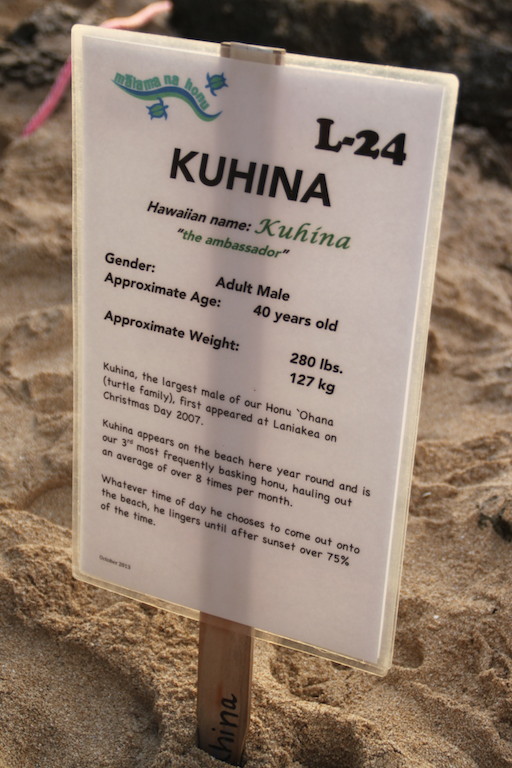 mālama na honu
L-24
KUHINA
Hawaiian name: Kuhina
"the ambassador"
Gender: Adult Male
Approximate Age: 40 years old
Approximate Weight: 280 lbs.
127 kg
Kuhina, the largest male of our Honu `Ohana
(turtle family), first appeared at Laniakea on
Christmas Day 2007.
Kuhina appears on the beach here year round and is
our 3rd most frequently basking honu, hauling out
an average of over 8 times per month.
Whatever time of day he chooses to come out onto
the beach, he lingers until after sunset over 75%
of the time.
October 2013
hina